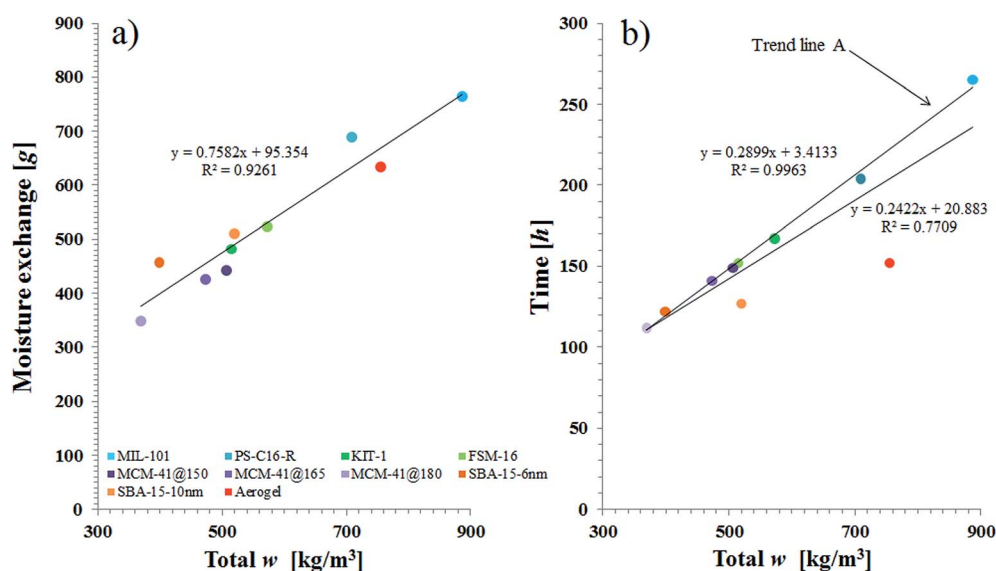 a)
Moisture exchange [g]
900
800
700
600
500
400
300
200
100
0
y = 0.7582x + 95.354
R² = 0.9261
MIL-101 PS-C16-R KIT-1 FSM-16
MCM-41@150 MCM-41@165 MCM-41@180 SBA-15-6nm
SBA-15-10nm Aerogel
300 500 700 900
Total w [kg/m³]
b)
Time [h]
300
250
200
150
100
50
0
Trend line A
y = 0.2899x + 3.4133
R² = 0.9963
y = 0.2422x + 20.883
R² = 0.7709
300 500 700 900
Total w [kg/m³]